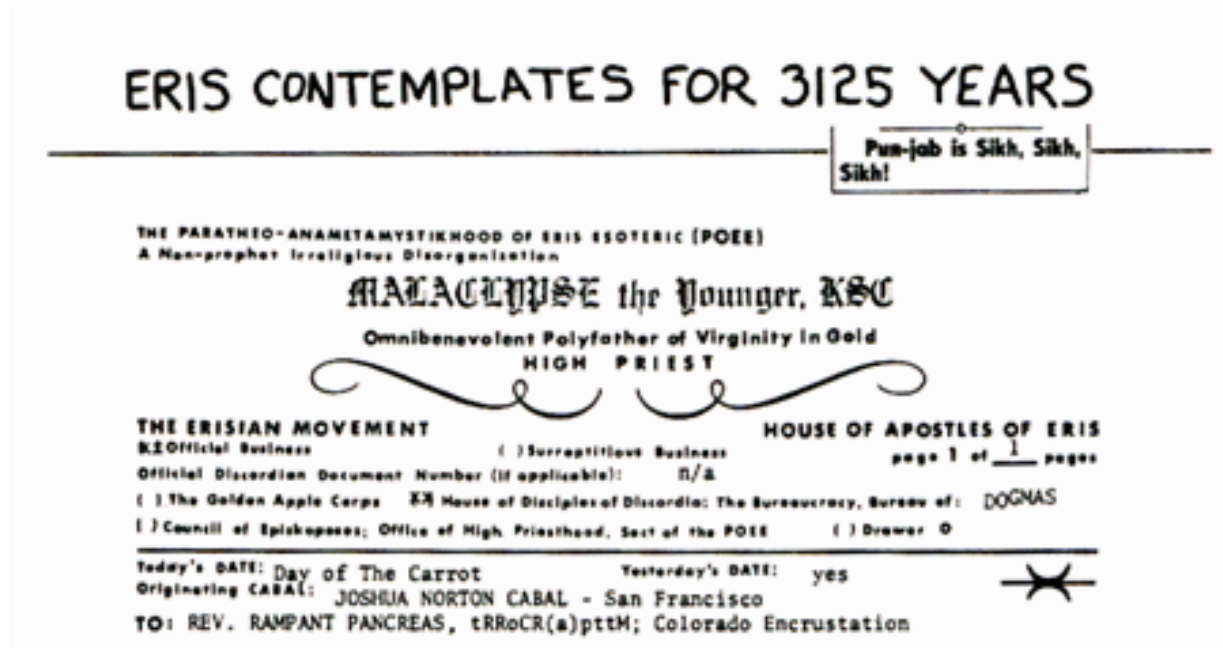 ERIS CONTEMPLATES FOR 3125 YEARS
Pun-jab is Sikh, Sikh,
Sikh!
THE PARATHEO-ANAMETAMYSTIKHOOD OF ERIS ESOTERIC (POEE)
A Non-prophet Irreligious Disorganization
MALACLYPSE the Younger, KSC
Omnibenevolent Polyfather of Virginity in Gold
HIGH PRIEST
THE ERISIAN MOVEMENT HOUSE OF APOSTLES OF ERIS
Official Business ( ) Surreptitious Business page 1 of 1 pages
Official Discordian Document Number (if applicable): n/a
( ) The Golden Apple Corps House of Disciples of Discordia; The Bureaucracy, Bureau of: DOGMAS
( ) Council of Episkoposes; Office of High Priesthood, Sect of the POEE ( ) Drawer O
Today's DATE: Day of The Carrot Yesterday's DATE: yes
Originating CABAL: JOSHUA NORTON CABAL - San Francisco
TO: REV. RAMPANT PANCREAS, tRRoCR(a)pttM; Colorado Encrustation